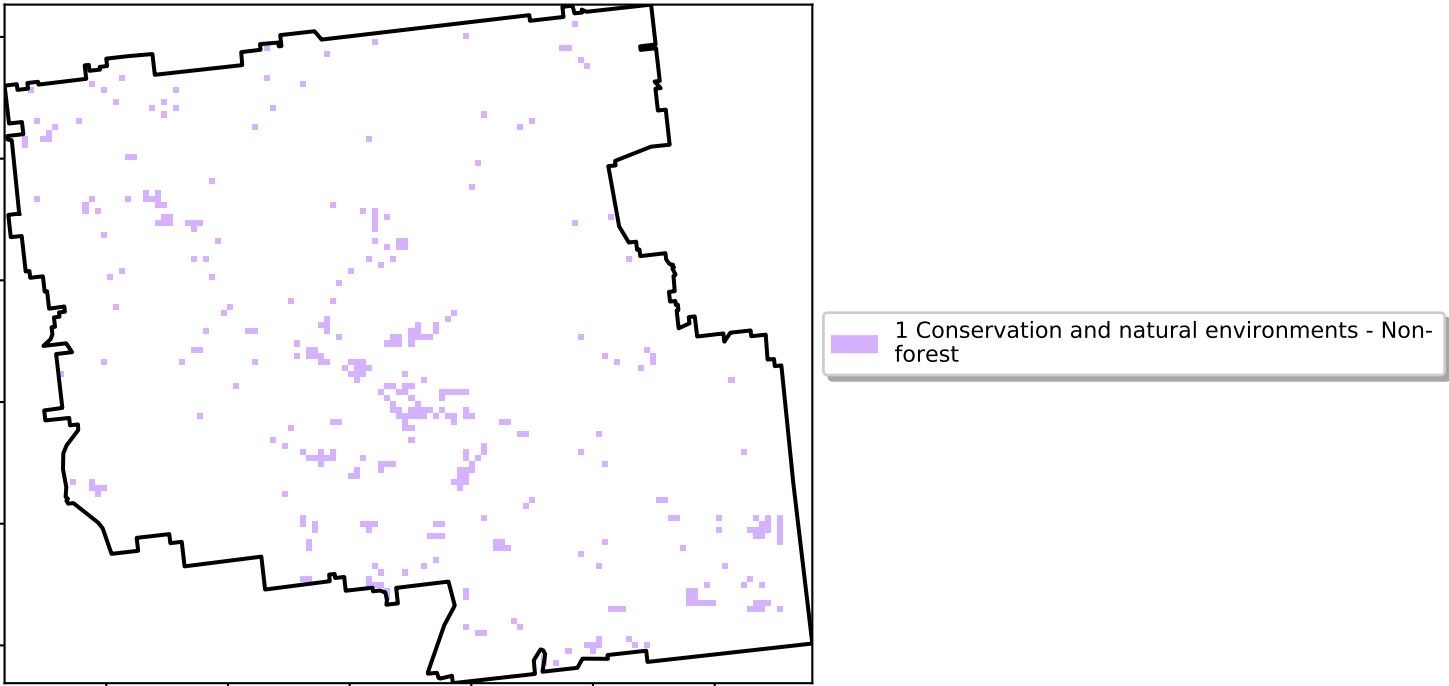 1 Conservation and natural environments - Non-
forest